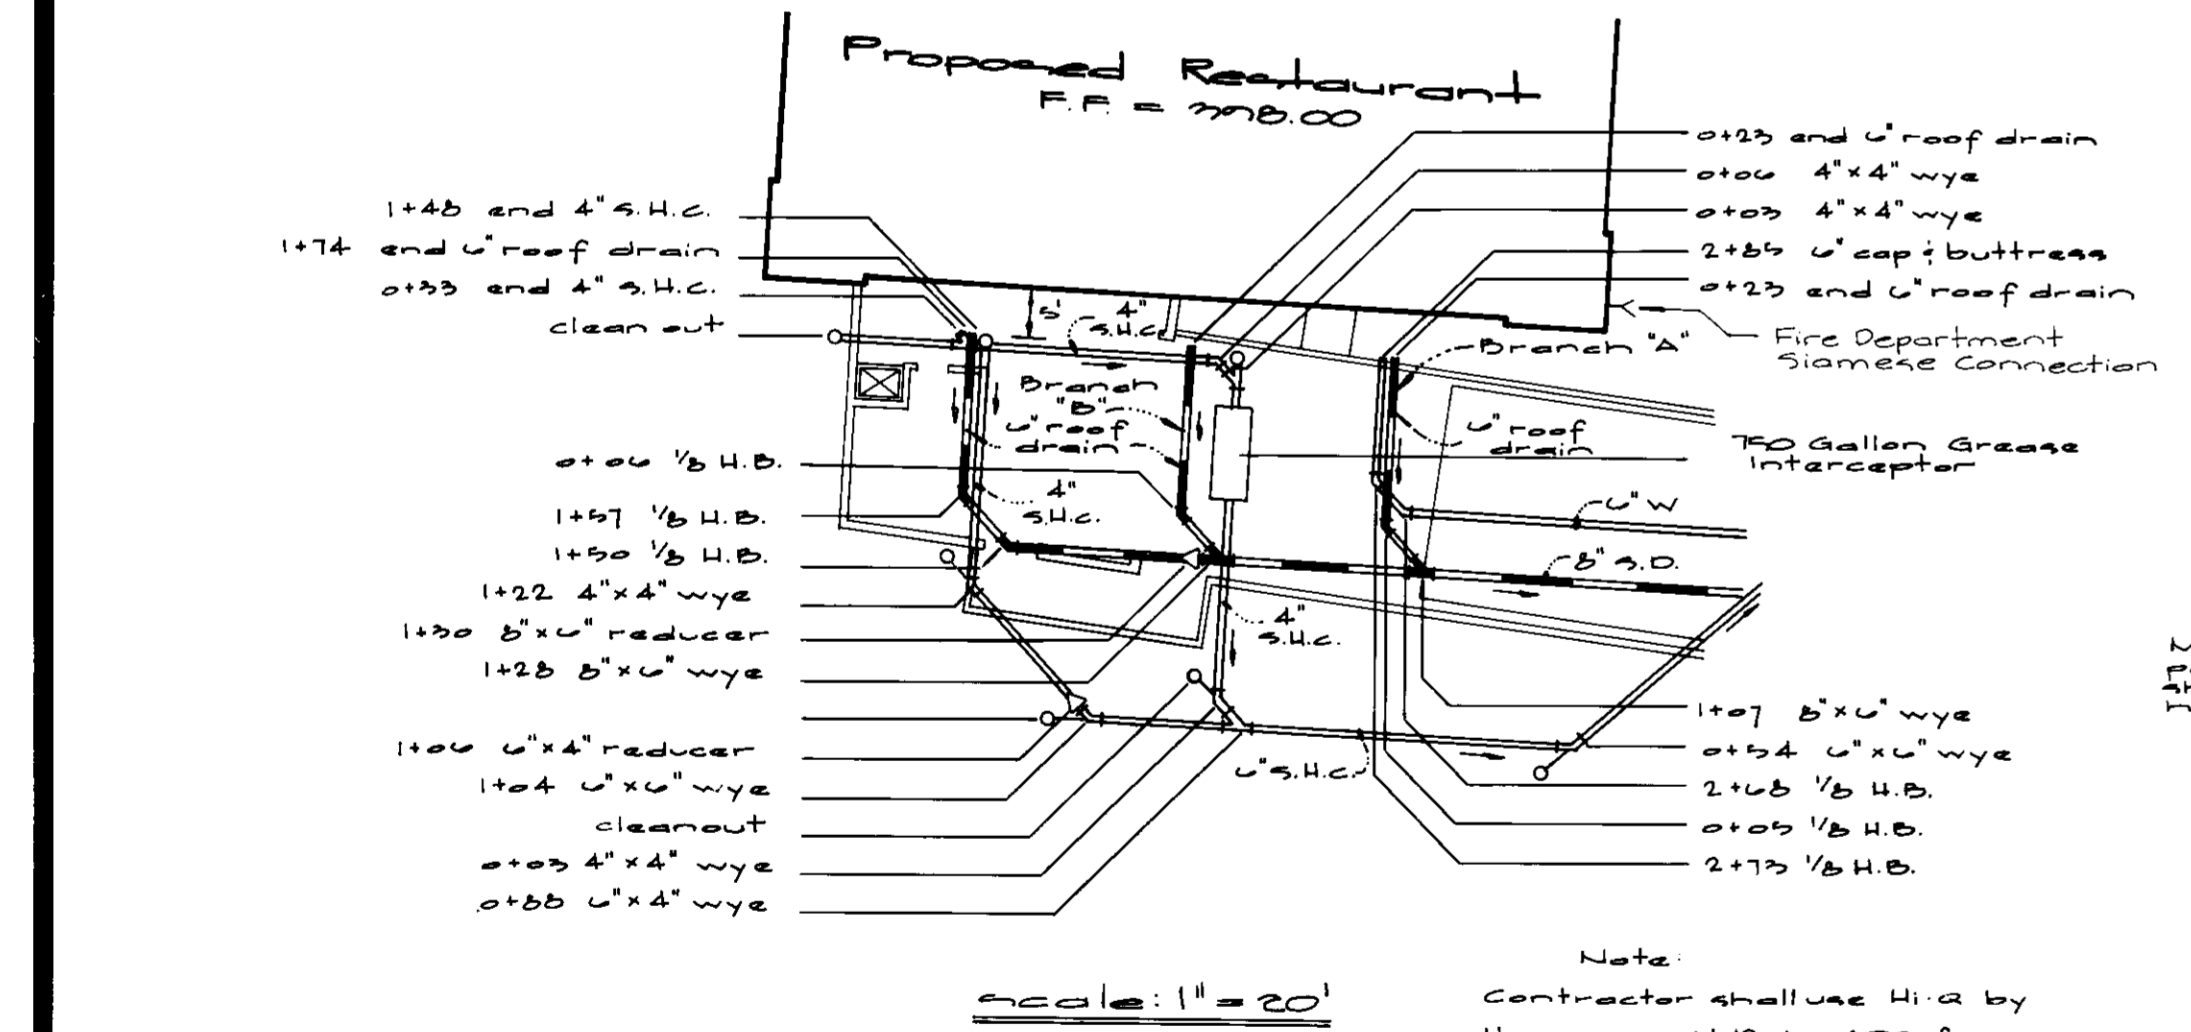 Proposed Restaurant
F.F. = 398.00
1+48 end 4" S.H.C.
1+74 end 6" roof drain
0+33 end 4" S.H.C.
clean out
0+06 1/8 H.B.
1+57 1/8 H.B.
1+50 1/8 H.B.
1+22 4"x4" wye
1+30 8"x6" reducer
1+28 8"x6" wye
1+06 6"x4" reducer
1+04 6"x6" wye
cleanout
0+03 4"x4" wye
0+88 6"x4" wye
5'
4"
S.H.C.
Branch
"B"
6" roof
drain
4"
S.H.C.
4"
S.H.C.
6" S.H.C.
Branch "A"
6" roof
drain
6" W
8" S.D.
0+23 end 6" roof drain
0+06 4"x4" wye
0+03 4"x4" wye
2+85 6" cap & buttress
0+23 end 6" roof drain
Fire Department
Siamese Connection
750 Gallon Grease
Interceptor
1+07 8"x6" wye
0+54 6"x6" wye
2+68 1/8 H.B.
0+05 1/8 H.B.
2+73 1/8 H.B.
scale: 1" = 20'
Note:
Contractor shall use Hi-Q by